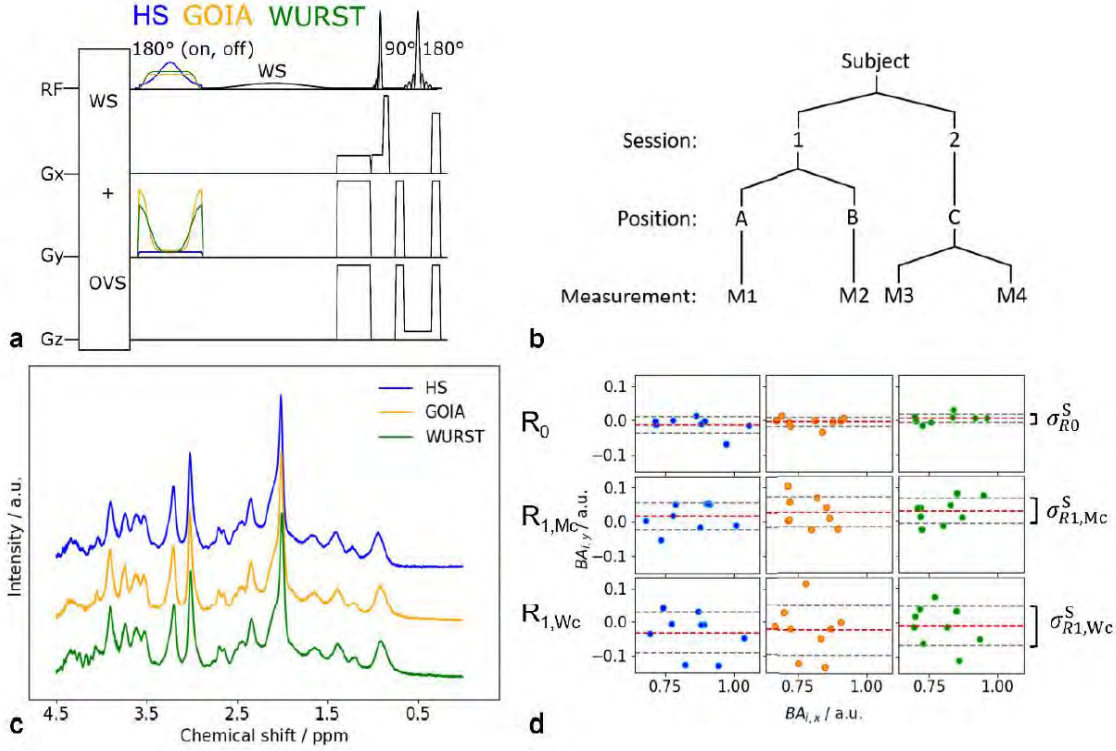 HS GOIA WURST
180° (on, off)
WS
90° 180°
RF
WS
Gx
+
Gy
OVS
Gz
a
Subject
Session: 1 2
Position: A B C
Measurement: M1 M2 M3 M4
b
HS
GOIA
WURST
Intensity / a.u.
4.5 3.5 2.5 1.5 0.5
Chemical shift / ppm
c
R0
0.1
0.0
−0.1
σ^S_R0
R1,Mc
0.1
0.0
−0.1
σ^S_R1,Mc
BAi,y / a.u.
R1,Wc
0.1
0.0
−0.1
σ^S_R1,Wc
0.75 1.00 0.75 1.00 0.75 1.00
BAi,x / a.u.
d